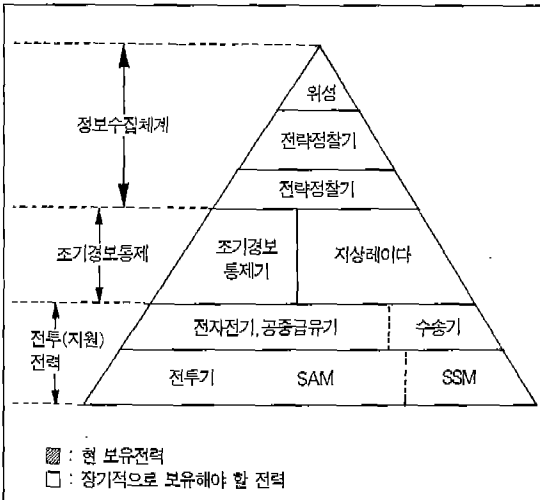 위성
정보수집체계
전략정찰기
전략정찰기
조기경보통제
조기경보
통제기
지상레이다
전투(지원)
전력
전자전기, 공중급유기
수송기
전투기
SAM
SSM
: 현 보유전력
: 장기적으로 보유해야 할 전력